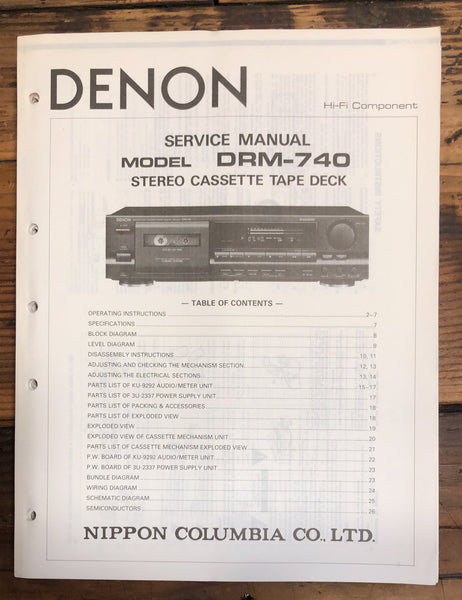 DENON
Hi-Fi Component
SERVICE MANUAL
MODEL DRM-740
STEREO CASSETTE TAPE DECK
DENON
— TABLE OF CONTENTS —
OPERATING INSTRUCTIONS 2~7
SPECIFICATIONS 7
BLOCK DIAGRAM 8
LEVEL DIAGRAM 9
DISASSEMBLY INSTRUCTIONS 10, 11
ADJUSTING AND CHECKING THE MECHANISM SECTION 12, 13
ADJUSTING THE ELECTRICAL SECTIONS 13, 14
PARTS LIST OF KU-9292 AUDIO/METER UNIT 15~17
PARTS LIST OF 3U-2337 POWER SUPPLY UNIT 17
PARTS LIST OF PACKING & ACCESSORIES 18
PARTS LIST OF EXPLODED VIEW 18
EXPLODED VIEW 19
EXPLODED VIEW OF CASSETTE MECHANISM UNIT 20
PARTS LIST OF CASSETTE MECHANISM EXPLODED VIEW 21
P.W. BOARD OF KU-9292 AUDIO/METER UNIT 22
P.W. BOARD OF 3U-2337 POWER SUPPLY UNIT 23
BUNDLE DIAGRAM 23
WIRING DIAGRAM 24
SCHEMATIC DIAGRAM 25
SEMICONDUCTORS 26
NIPPON COLUMBIA CO., LTD.